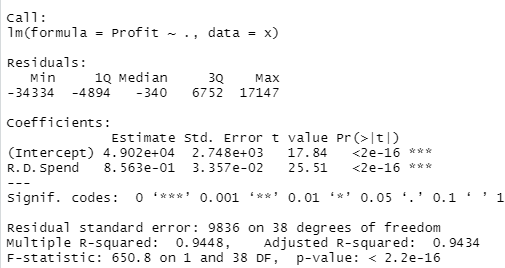 Call:
lm(formula = Profit ~ ., data = x)
Residuals:
Min 1Q Median 3Q Max
-34334 -4894 -340 6752 17147
Coefficients:
Estimate Std. Error t value Pr(>|t|)
(Intercept) 4.902e+04 2.748e+03 17.84 <2e-16 ***
R.D.Spend 8.563e-01 3.357e-02 25.51 <2e-16 ***
---
Signif. codes: 0 ‘***’ 0.001 ‘**’ 0.01 ‘*’ 0.05 ‘.’ 0.1 ‘ ’ 1
Residual standard error: 9836 on 38 degrees of freedom
Multiple R-squared: 0.9448, Adjusted R-squared: 0.9434
F-statistic: 650.8 on 1 and 38 DF, p-value: < 2.2e-16